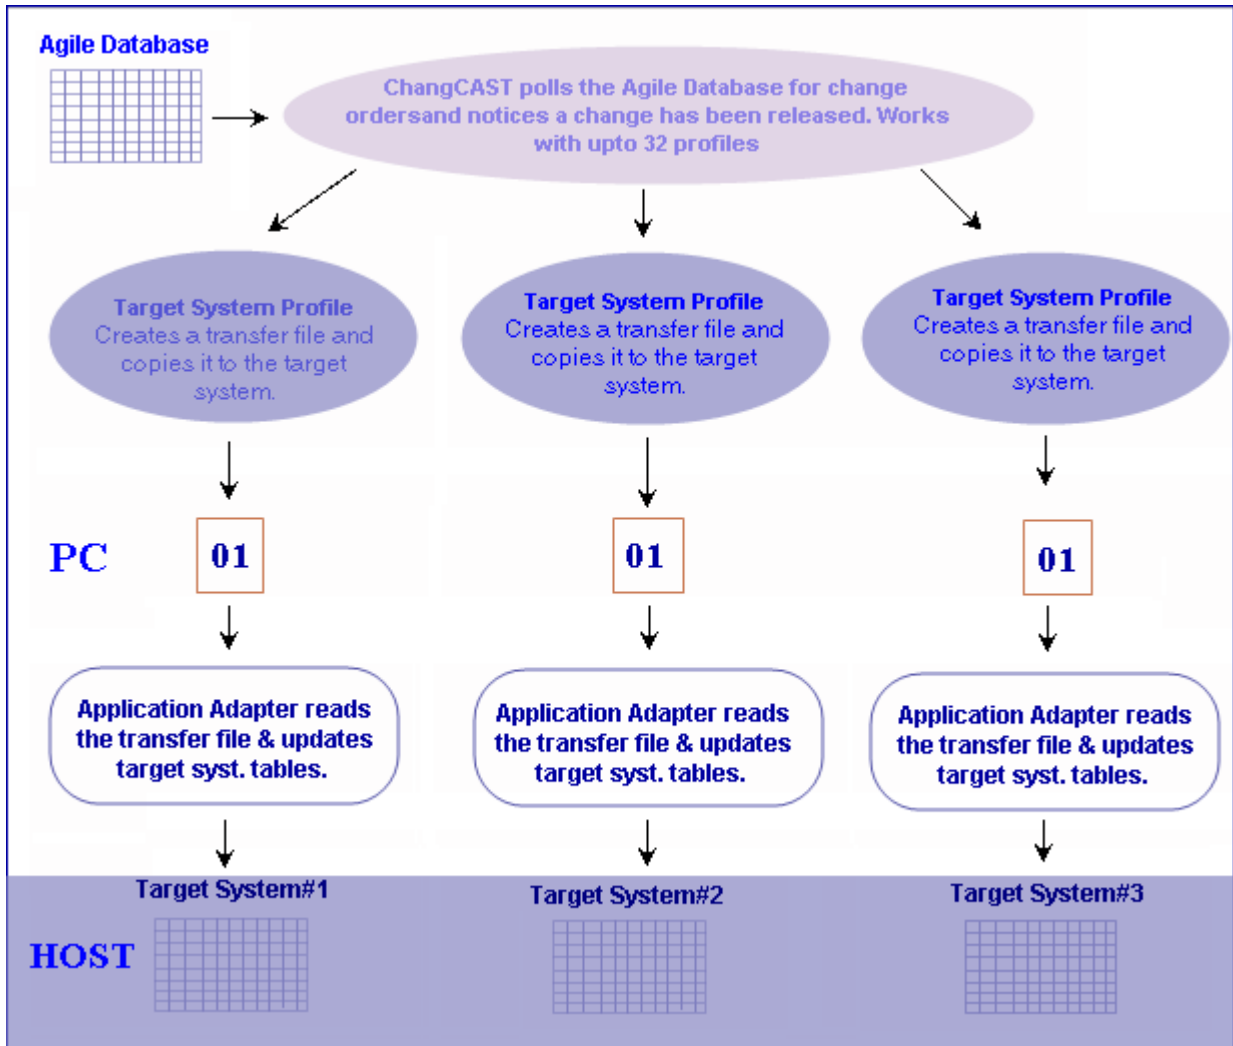 Agile Database
ChangCAST polls the Agile Database for change
ordersand notices a change has been released. Works
with upto 32 profiles
Target System Profile
Creates a transfer file and
copies it to the target
system.
Target System Profile
Creates a transfer file and
copies it to the target
system.
Target System Profile
Creates a transfer file and
copies it to the target
system.
PC
01
01
01
Application Adapter reads
the transfer file & updates
target syst. tables.
Application Adapter reads
the transfer file & updates
target syst. tables.
Application Adapter reads
the transfer file & updates
target syst. tables.
Target System#1
Target System#2
Target System#3
HOST